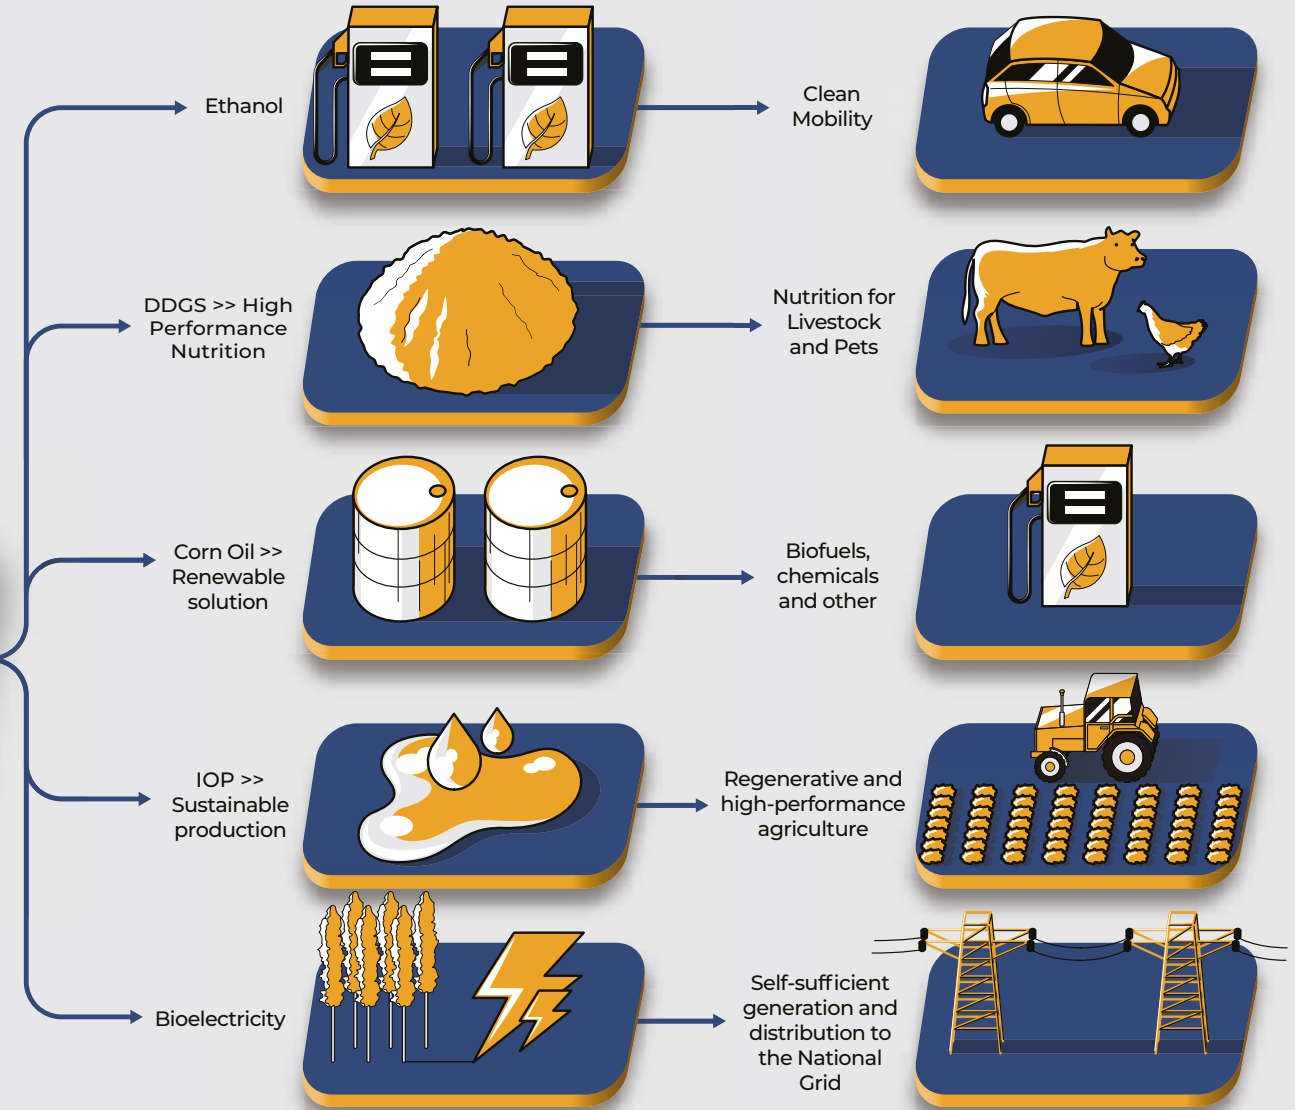 Ethanol
Clean
Mobility
DDGS >> High
Performance
Nutrition
Nutrition for
Livestock
and Pets
Corn Oil >>
Renewable
solution
Biofuels,
chemicals
and other
IOP >>
Sustainable
production
Regenerative and
high-performance
agriculture
Bioelectricity
Self-sufficient
generation and
distribution to
the National
Grid